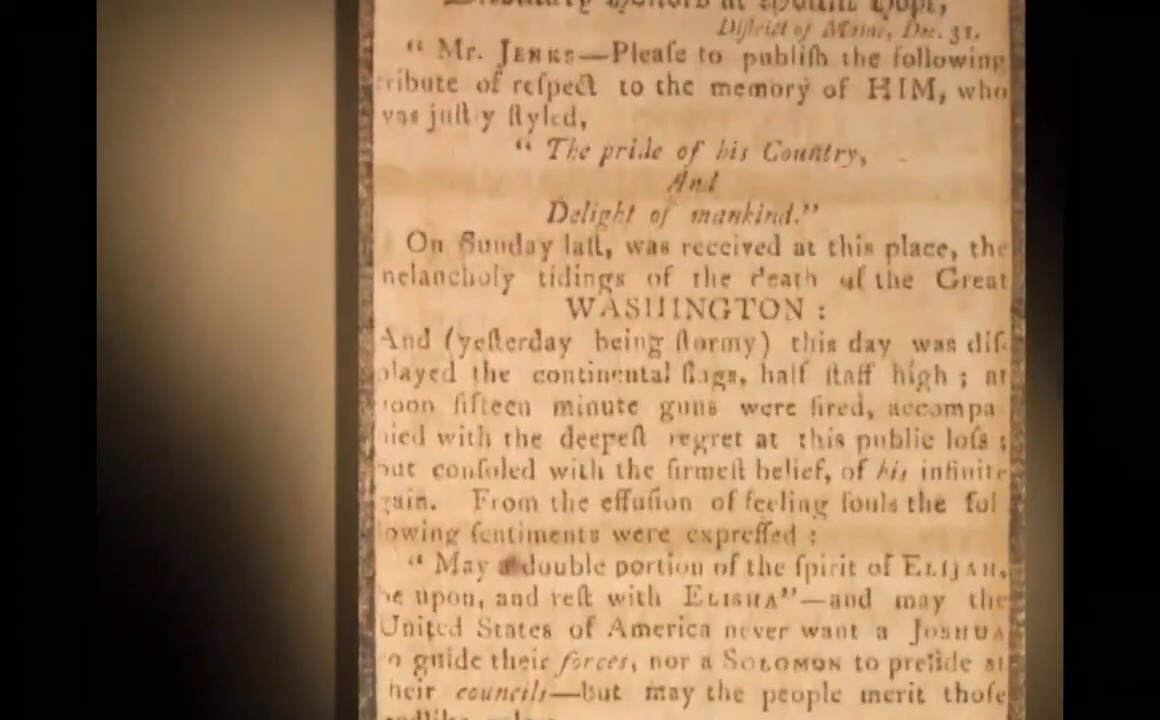 District of Maine, Dec. 31.
“ Mr. JENKS—Pleaſe to publiſh the following
ribute of reſpect to the memory of HIM, who
was juſt y ſtyled,
“ The pride of his Country,
And
Delight of mankind.”
On Sunday laſt, was received at this place, the
melancholy tidings of the death of the Great
WASHINGTON :
And (yeſterday being ſtormy) this day was diſ-
played the continental flags, half ſtaff high ; at
noon fifteen minute guns were fired, accompa
nied with the deepeſt regret at this public loſs ;
but conſoled with the firmeſt belief, of his infinite
gain. From the effuſion of feeling ſouls the fol
lowing ſentiments were expreſſed :
“ May a double portion of the ſpirit of ELIJAH,
be upon, and reſt with ELISHA”—and may the
United States of America never want a JOSHUA
to guide their forces, nor a SOLOMON to preſide at
their councils—but may the people merit thoſe